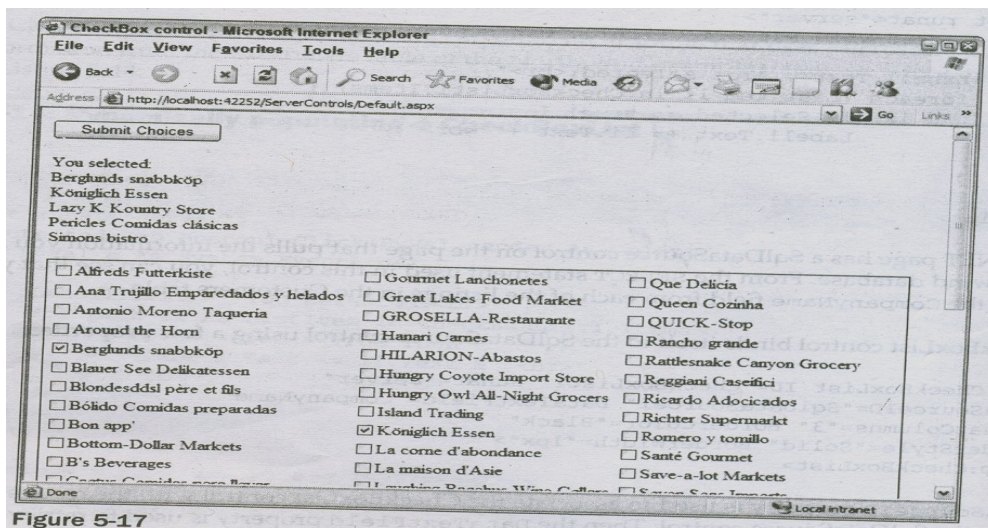 CheckBox control - Microsoft Internet Explorer
File Edit View Favorites Tools Help
Back Search Favorites Media
Address http://localhost:42252/ServerControls/Default.aspx Go Links »
Submit Choices
You selected:
Berglunds snabbköp
Königlich Essen
Lazy K Kountry Store
Pericles Comidas clásicas
Simons bistro
Alfreds Futterkiste
Ana Trujillo Emparedados y helados
Antonio Moreno Taquería
Around the Horn
Berglunds snabbköp
Blauer See Delikatessen
Blondesddsl père et fils
Bólido Comidas preparadas
Bon app'
Bottom-Dollar Markets
B's Beverages
Gourmet Lanchonetes
Great Lakes Food Market
GROSELLA-Restaurante
Hanari Carnes
HILARION-Abastos
Hungry Coyote Import Store
Hungry Owl All-Night Grocers
Island Trading
Königlich Essen
La corne d'abondance
La maison d'Asie
Que Delícia
Queen Cozinha
QUICK-Stop
Rancho grande
Rattlesnake Canyon Grocery
Reggiani Caseifici
Ricardo Adocicados
Richter Supermarkt
Romero y tomillo
Santé Gourmet
Save-a-lot Markets
Done Local intranet
Figure 5-17